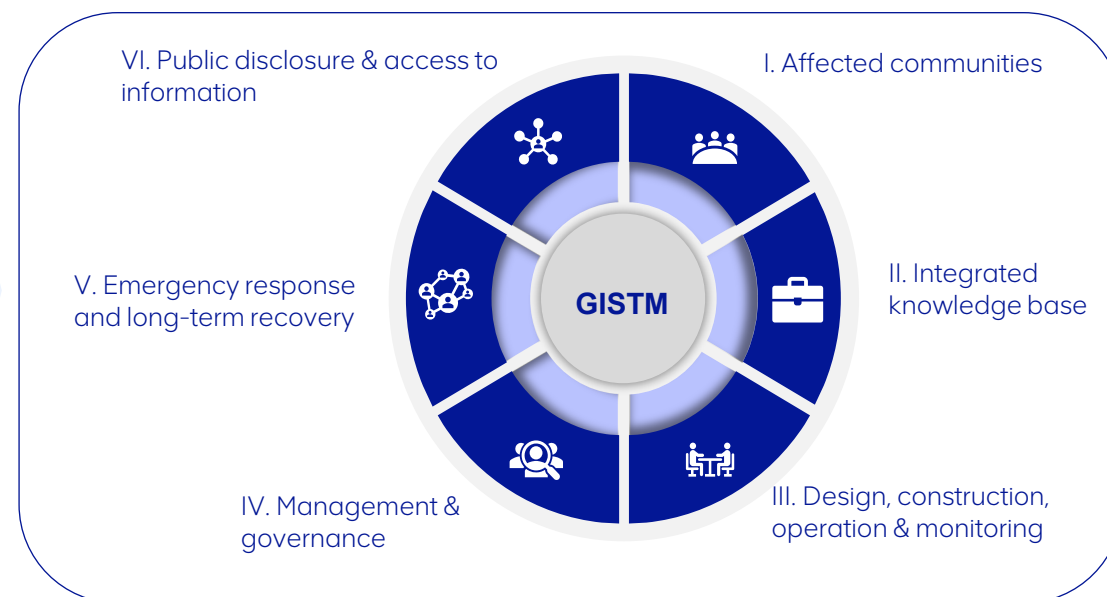 VI. Public disclosure & access to
information
I. Affected communities
V. Emergency response
and long-term recovery
GISTM
II. Integrated
knowledge base
IV. Management &
governance
III. Design, construction,
operation & monitoring